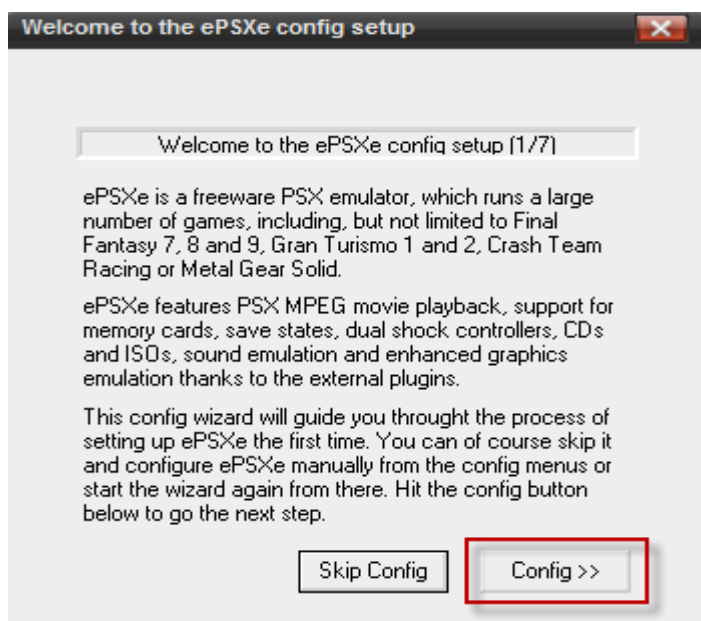 Welcome to the ePSXe config setup
Welcome to the ePSXe config setup (1/7)
ePSXe is a freeware PSX emulator, which runs a large
number of games, including, but not limited to Final
Fantasy 7, 8 and 9, Gran Turismo 1 and 2, Crash Team
Racing or Metal Gear Solid.
ePSXe features PSX MPEG movie playback, support for
memory cards, save states, dual shock controllers, CDs
and ISOs, sound emulation and enhanced graphics
emulation thanks to the external plugins.
This config wizard will guide you throught the process of
setting up ePSXe the first time. You can of course skip it
and configure ePSXe manually from the config menus or
start the wizard again from there. Hit the config button
below to go the next step.
Skip Config
Config >>